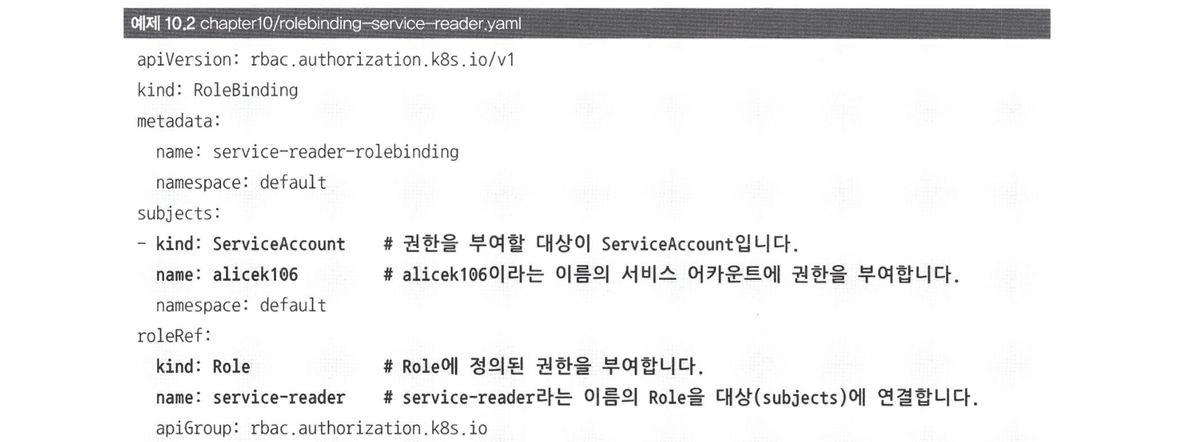 예제 10.2 chapter10/rolebinding-service-reader.yaml
apiVersion: rbac.authorization.k8s.io/v1
kind: RoleBinding
metadata:
  name: service-reader-rolebinding
  namespace: default
subjects:
- kind: ServiceAccount    # 권한을 부여할 대상이 ServiceAccount입니다.
  name: alicek106         # alicek106이라는 이름의 서비스 어카운트에 권한을 부여합니다.
  namespace: default
roleRef:
  kind: Role              # Role에 정의된 권한을 부여합니다.
  name: service-reader    # service-reader라는 이름의 Role을 대상(subjects)에 연결합니다.
  apiGroup: rbac.authorization.k8s.io